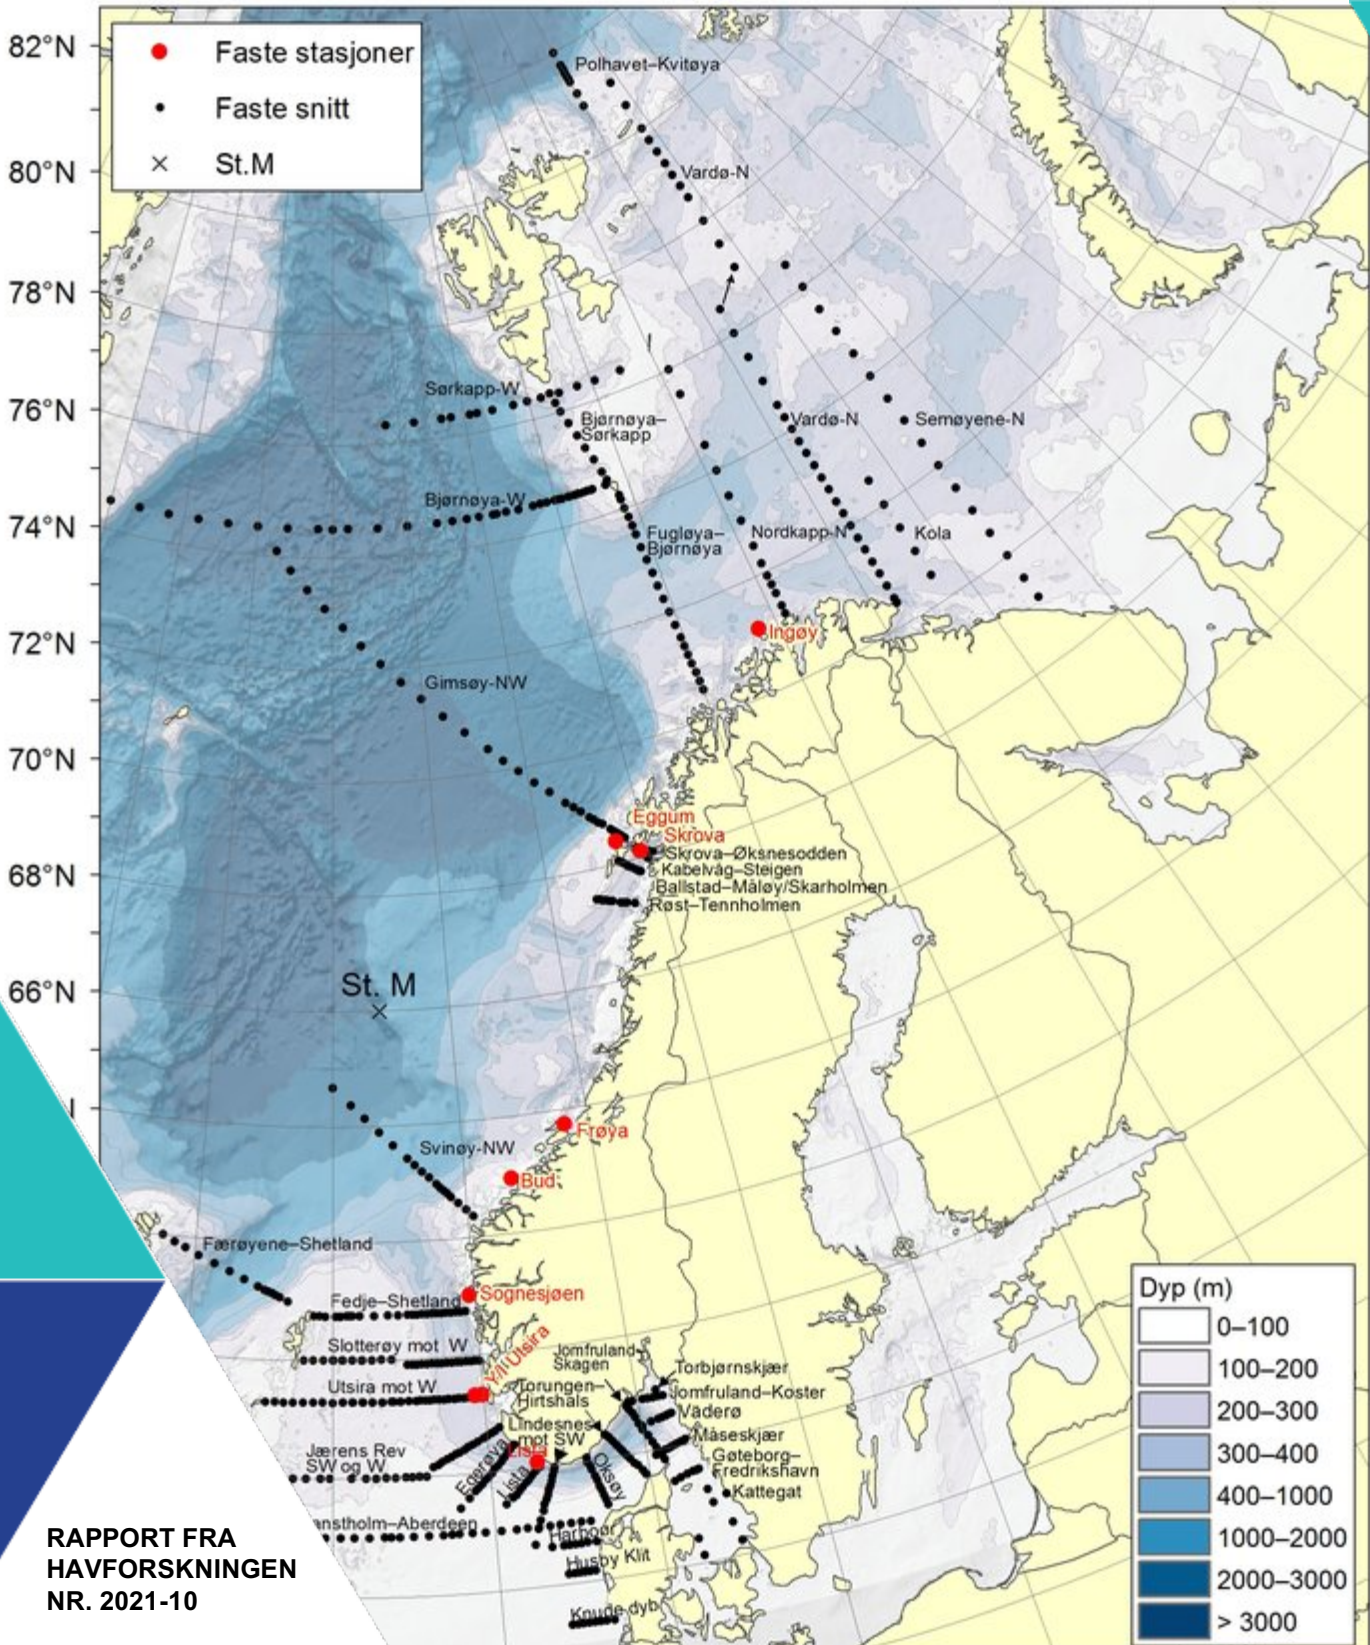 82°N
80°N
78°N
76°N
74°N
72°N
70°N
68°N
66°N
Faste stasjoner
Faste snitt
St.M
Polhavet–Kvitøya
Vardø-N
Sørkapp-W
Bjørnøya–
Sørkapp
Vardø-N
Semøyene-N
Bjørnøya-W
Fugløya–
Bjørnøya
Nordkapp-N
Kola
Ingøy
Gimsøy-NW
Eggum
Skrova
Skrova–Øksnesodden
Kabelvåg–Steigen
Ballstad–Måløy/Skarholmen
Røst–Tennholmen
St. M
Frøya
Svinøy-NW
Bud
Færøyene–Shetland
Sognesjøen
Fedje–Shetland
Slotterøy mot W
Y/I Utsira
Utsira mot W
Jomfruland–
Skagen
Torbjørnskjær
Jomfruland–Koster
Torungen–
Hirtshals
Väderø
Lindesnes
mot SW
Måseskjær
Jærens Rev
SW og W
Egerøya
Lista
Lista
Oksøy
Gøteborg–
Fredrikshavn
Kattegat
anstholm–Aberdeen
Harboør
Husby Klit
Knude dyb
Dyp (m)
0–100
100–200
200–300
300–400
400–1000
1000–2000
2000–3000
> 3000
RAPPORT FRA
HAVFORSKNINGEN
NR. 2021-10